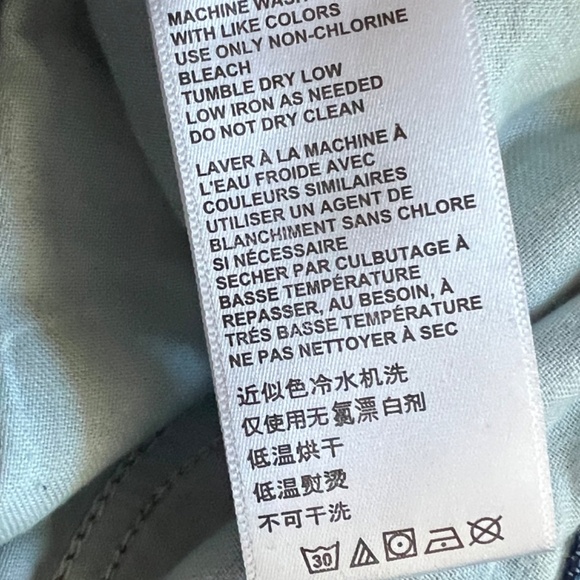 MACHINE WASH
WITH LIKE COLORS
USE ONLY NON-CHLORINE
BLEACH
TUMBLE DRY LOW
LOW IRON AS NEEDED
DO NOT DRY CLEAN
LAVER À LA MACHINE À
L'EAU FROIDE AVEC
COULEURS SIMILAIRES
UTILISER UN AGENT DE
BLANCHIMENT SANS CHLORE
SI NÉCESSAIRE
SECHER PAR CULBUTAGE À
BASSE TEMPÉRATURE
REPASSER, AU BESOIN, À
TRÉS BASSE TEMPÉRATURE
NE PAS NETTOYER À SEC
近似色冷水机洗
仅使用无氯漂白剂
低温烘干
低温熨烫
不可干洗
30